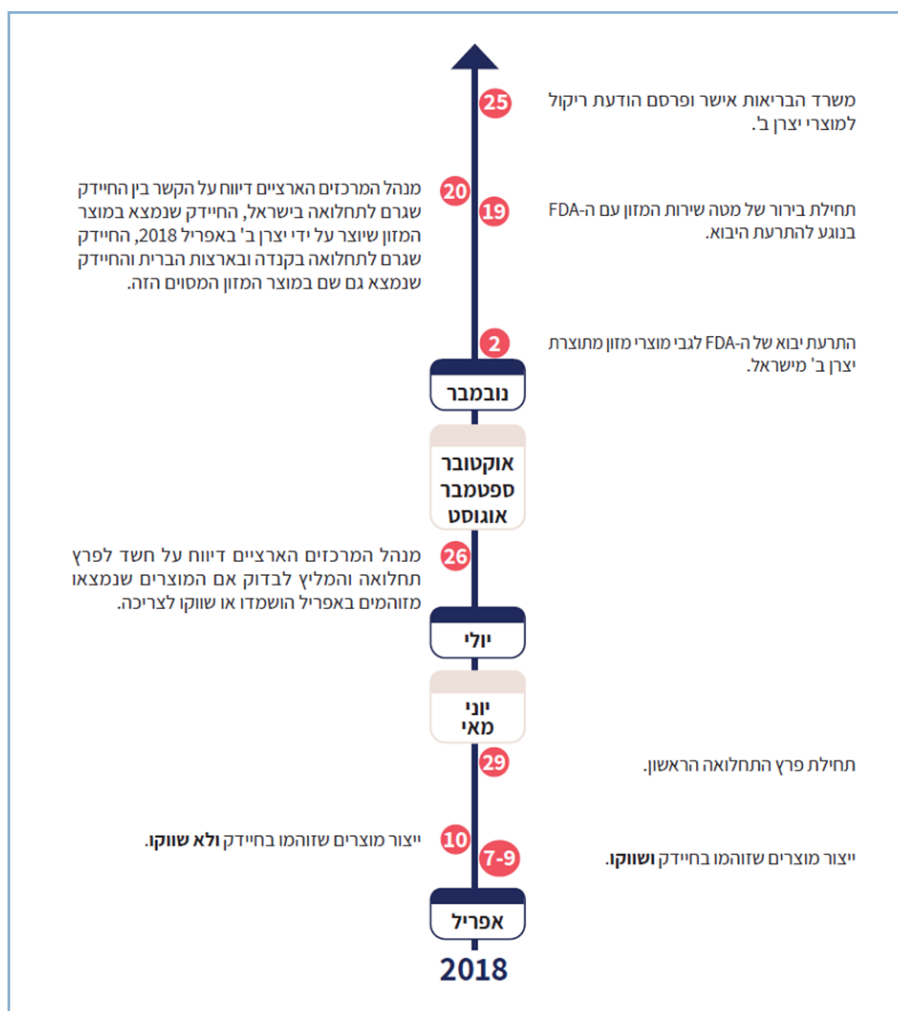 25
משרד הבריאות אישר ופרסם הודעת ריקול
למוצרי יצרן ב'.
20
מנהל המרכזים הארציים דיווח על הקשר בין החיידק
שגרם לתחלואה בישראל, החיידק שנמצא במוצר
המזון שיוצר על ידי יצרן ב' באפריל 2018, החיידק
שגרם לתחלואה בקנדה ובארצות הברית והחיידק
שנמצא גם שם במוצר המזון המסוים הזה.
19
תחילת בירור של מטה שירות המזון עם ה-FDA
בנוגע להתרעת היבוא.
2
התרעת יבוא של ה-FDA לגבי מוצרי מזון מתוצרת
יצרן ב' מישראל.
נובמבר
אוקטובר
ספטמבר
אוגוסט
26
מנהל המרכזים הארציים דיווח על חשד לפרץ
תחלואה והמליץ לבדוק אם המוצרים שנמצאו
מזוהמים באפריל הושמדו או שווקו לצריכה.
יולי
יוני
מאי
29
תחילת פרץ התחלואה הראשון.
10
ייצור מוצרים שזוהמו בחיידק ולא שווקו.
7-9
ייצור מוצרים שזוהמו בחיידק ושווקו.
אפריל
2018